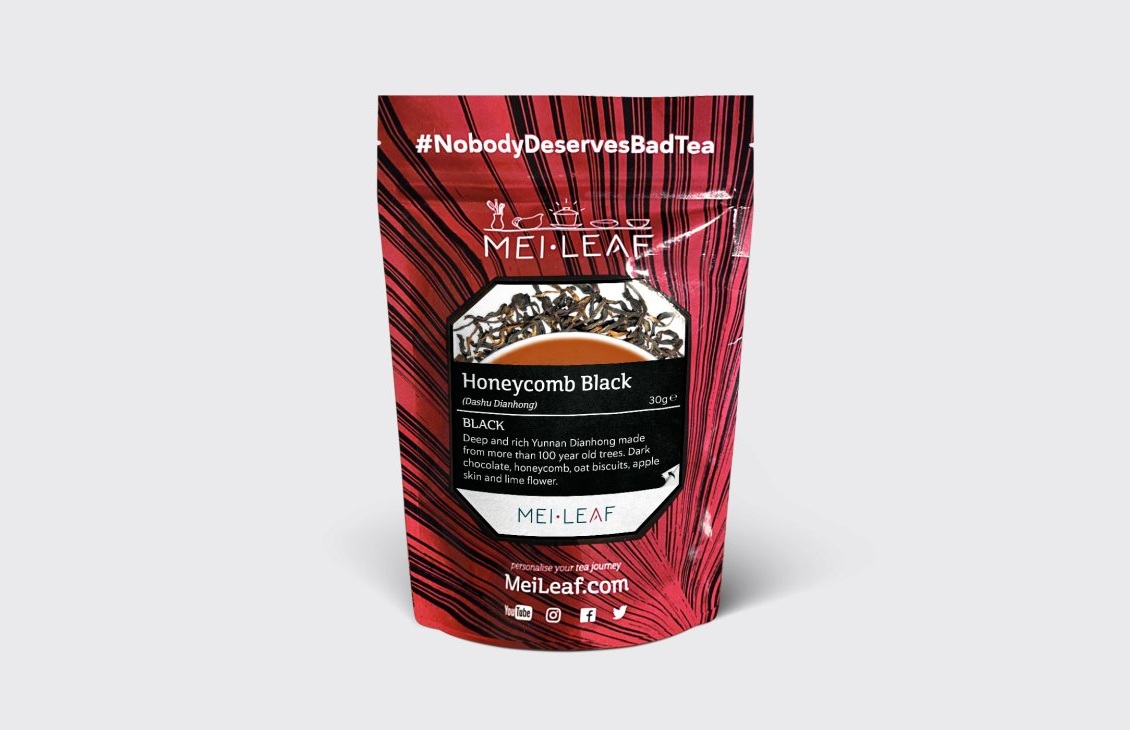 #NobodyDeservesBadTea
MEI·LEAF
Honeycomb Black
(Dashu Dianhong)
30g℮
BLACK
Deep and rich Yunnan Dianhong made
from more than 100 year old trees. Dark
chocolate, honeycomb, oat biscuits, apple
skin and lime flower.
MEI·LEAF
personalise your tea journey
MeiLeaf.com
YouTube